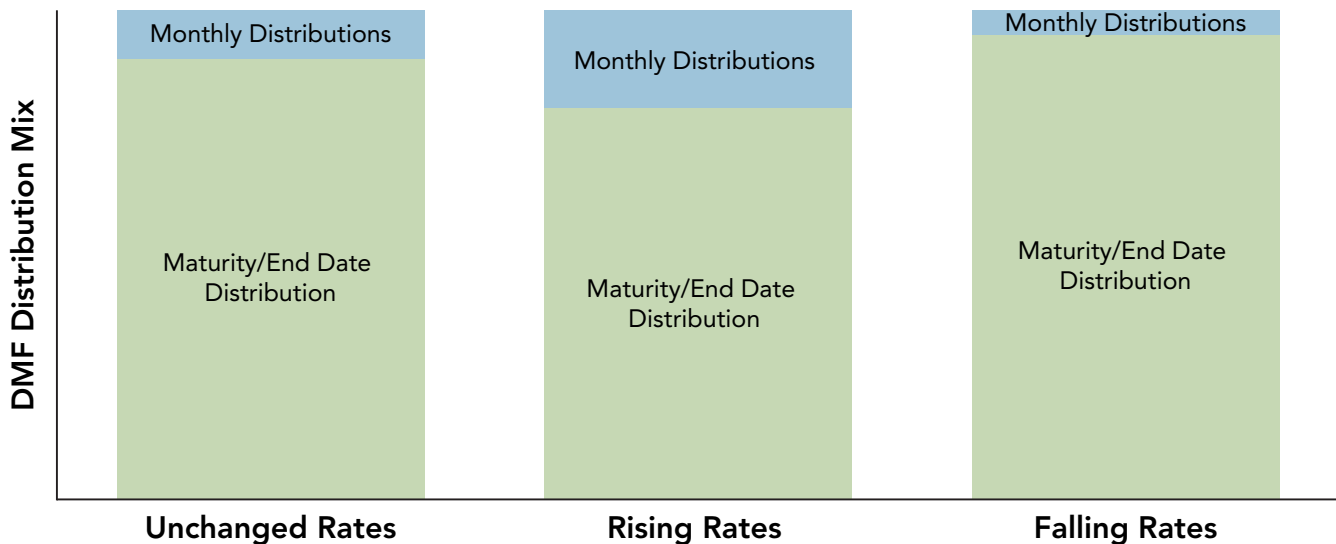 DMF Distribution Mix
Monthly Distributions
Maturity/End Date
Distribution
Unchanged Rates
Monthly Distributions
Maturity/End Date
Distribution
Rising Rates
Monthly Distributions
Maturity/End Date
Distribution
Falling Rates